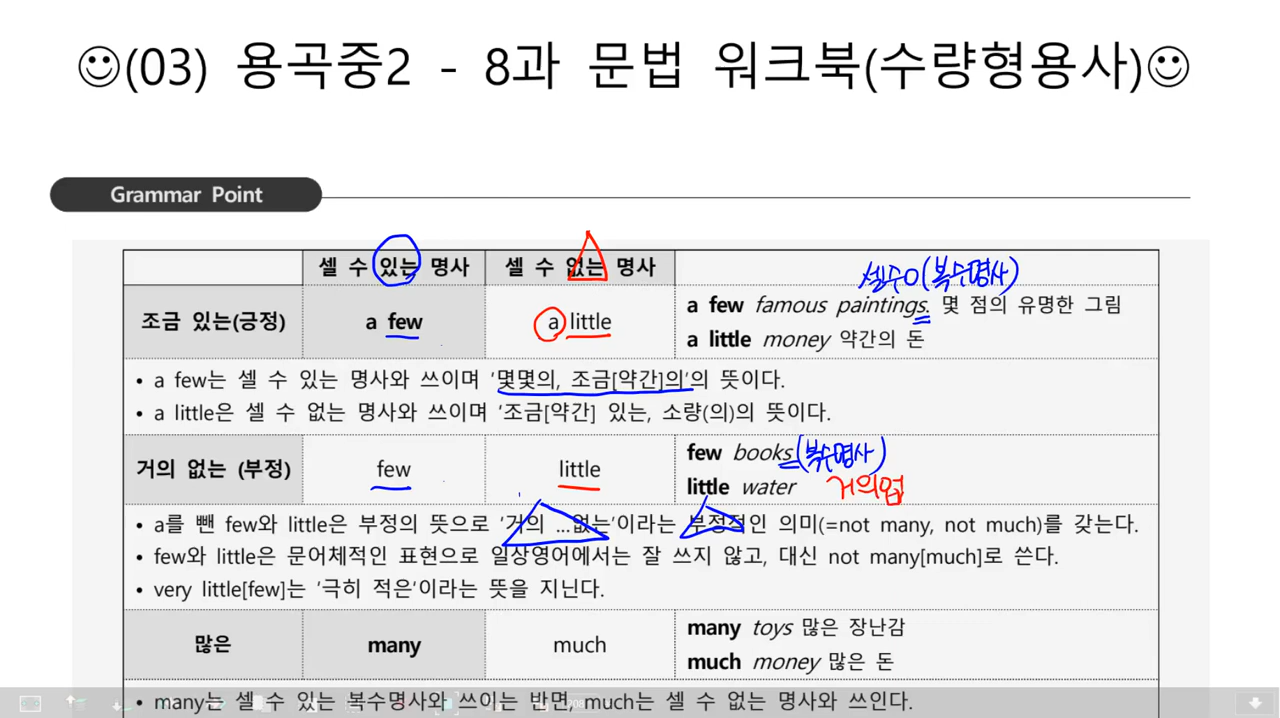 (03) 용곡중2 - 8과 문법 워크북(수량형용사)
Grammar Point
셀 수 있는 명사 셀 수 없는 명사
셀수O(복수명사)
조금 있는(긍정) a few a little
a few famous paintings. 몇 점의 유명한 그림
a little money 약간의 돈
• a few는 셀 수 있는 명사와 쓰이며 '몇몇의, 조금[약간]의'의 뜻이다.
• a little은 셀 수 없는 명사와 쓰이며 '조금[약간] 있는, 소량(의)의 뜻이다.
거의 없는 (부정) few little
few books (복수명사)
little water 거의업
• a를 뺀 few와 little은 부정의 뜻으로 '거의 ...없는'이라는 부정적인 의미(=not many, not much)를 갖는다.
• few와 little은 문어체적인 표현으로 일상영어에서는 잘 쓰지 않고, 대신 not many[much]로 쓴다.
• very little[few]는 '극히 적은'이라는 뜻을 지닌다.
많은 many much
many toys 많은 장난감
much money 많은 돈
• many는 셀 수 있는 복수명사와 쓰이는 반면, much는 셀 수 없는 명사와 쓰인다.